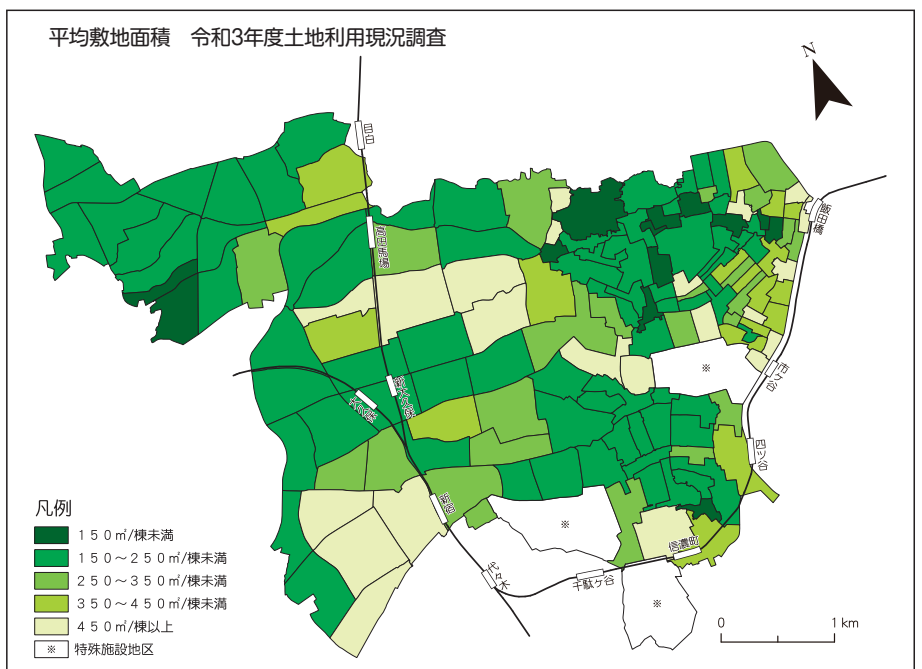 平均敷地面積 令和3年度土地利用現況調査
N
目白
飯田橋
高田馬場
※
市ヶ谷
新大久保
大久保
四ツ谷
新宿
※
信濃町
代々木
千駄ケ谷
※
凡例
150㎡/棟未満
150～250㎡/棟未満
250～350㎡/棟未満
350～450㎡/棟未満
450㎡/棟以上
※ 特殊施設地区
0 1 km